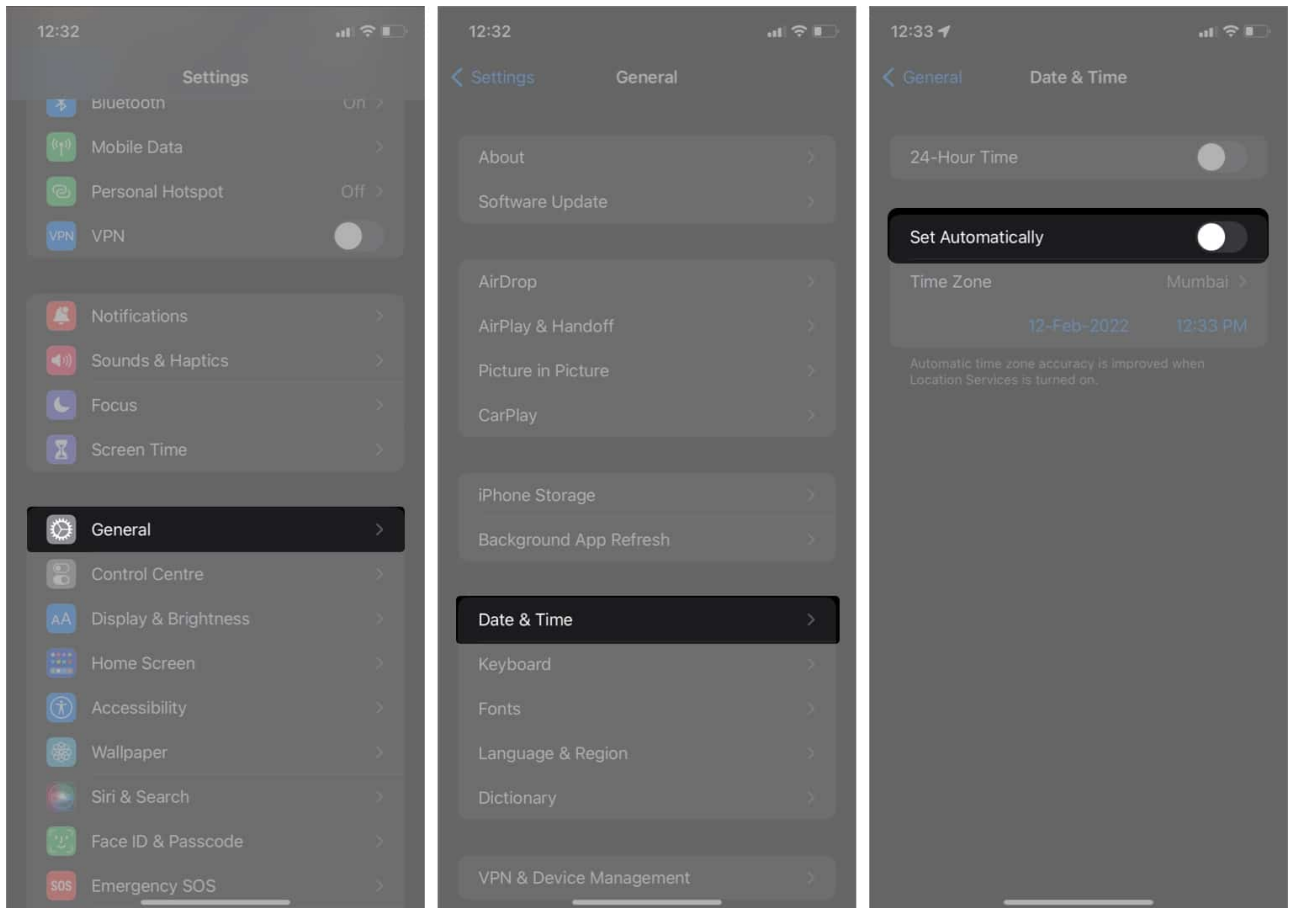 12:32
Settings
Bluetooth On
Mobile Data
Personal Hotspot Off
VPN VPN
Notifications
Sounds & Haptics
Focus
Screen Time
General
Control Centre
AA Display & Brightness
Home Screen
Accessibility
Wallpaper
Siri & Search
Face ID & Passcode
SOS Emergency SOS
12:32
Settings General
About
Software Update
AirDrop
AirPlay & Handoff
Picture in Picture
CarPlay
iPhone Storage
Background App Refresh
Date & Time
Keyboard
Fonts
Language & Region
Dictionary
VPN & Device Management
12:33
General Date & Time
24-Hour Time
Set Automatically
Time Zone Mumbai
12-Feb-2022 12:33 PM
Automatic time zone accuracy is improved when
Location Services is turned on.